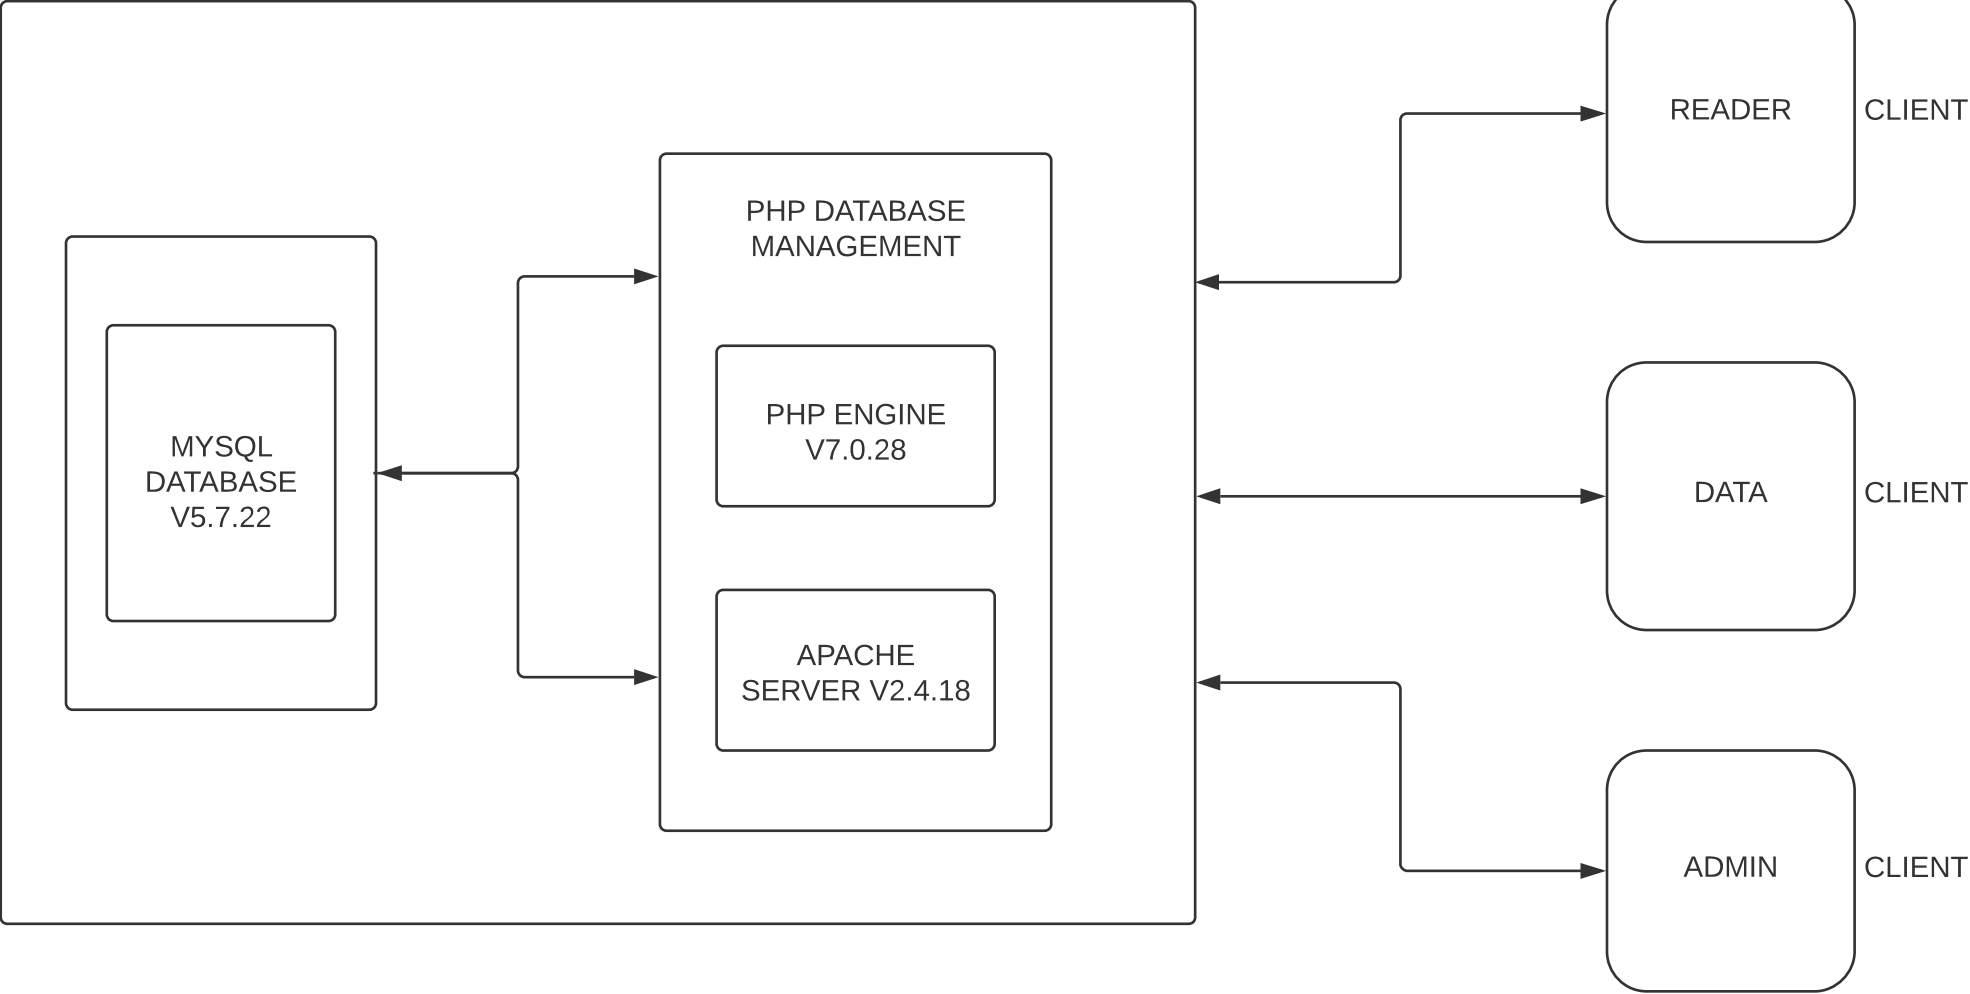 READER
CLIENT
PHP DATABASE
MANAGEMENT
MYSQL
DATABASE
V5.7.22
PHP ENGINE
V7.0.28
DATA
CLIENT
APACHE
SERVER V2.4.18
ADMIN
CLIENT